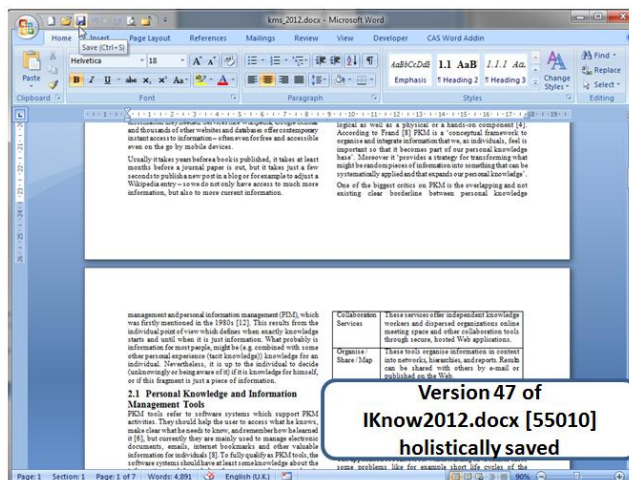 kms_2012.docx - Microsoft Word
Home
Page Layout
References
Mailings
Review
View
Developer
CAS Word Addin
Save (Ctrl+S)
Helvetica
18
Paste
AaBbCcDdE
1.1 AaB
1.1.1 Aa.
Emphasis
¶ Heading 2
¶ Heading 3
Change
Styles
Find
Replace
Select
Clipboard
Font
Paragraph
Styles
Editing
and thousands of other websites and databases offer contemporary
instant access to information – often even for free and accessible
even on the go by mobile devices.
Usually it takes years before a book is published, it takes at least
months before a journal paper is out, but it takes just a few
seconds to publish a new post in a blog or for example to adjust a
Wikipedia entry – so we do not only have access to much more
information, but also to more current information.
logical as well as a physical or a hands-on component [4].
According to Frand [8] PKM is a 'conceptual framework to
organise and integrate information that we, as individuals, feel is
important so that it becomes part of our personal knowledge
base'. Moreover it 'provides a strategy for transforming what
might be random pieces of information into something that can be
systematically applied and that expands our personal knowledge'.
One of the biggest critics on PKM is the overlapping and not
existing clear borderline between personal knowledge
management and personal information management (PIM), which
was firstly mentioned in the 1980s [12]. This results from the
individual point of view which defines when exactly knowledge
starts and until when it is just information. What probably is
information for most people, might be (e.g. combined with some
other personal experience (tacit knowledge)) knowledge for an
individual. Nevertheless, it is up to the individual to decide
(unknowingly or being aware of it) if it is knowledge for himself,
or if this fragment is just a piece of information.
2.1 Personal Knowledge and Information
Management Tools
PKM tools refer to software systems which support PKM
activities. They should help the user to access what he knows,
make clear what he needs to know, and remember how he learned
it [6], but currently they are mainly used to manage electronic
documents, emails, internet bookmarks and other valuable
information for individuals [8]. To fully qualify as PKM tools, the
software systems should have at least some knowledge about the
Collaboration
Services
These services offer independent knowledge
workers and dispersed organizations online
meeting space and other collaboration tools
through secure, hosted Web applications.
Organise /
Share / Map
These tools organise information in context
into networks, hierarchies, and reports. Results
can be shared with others by e-mail or
published on the Web.
Version 47 of
IKnow2012.docx [55010]
holistically saved
some problems like for example short life cycles of the
Page: 1
Section: 1
Page: 1 of 7
Words: 4,891
English (U.K.)
90%